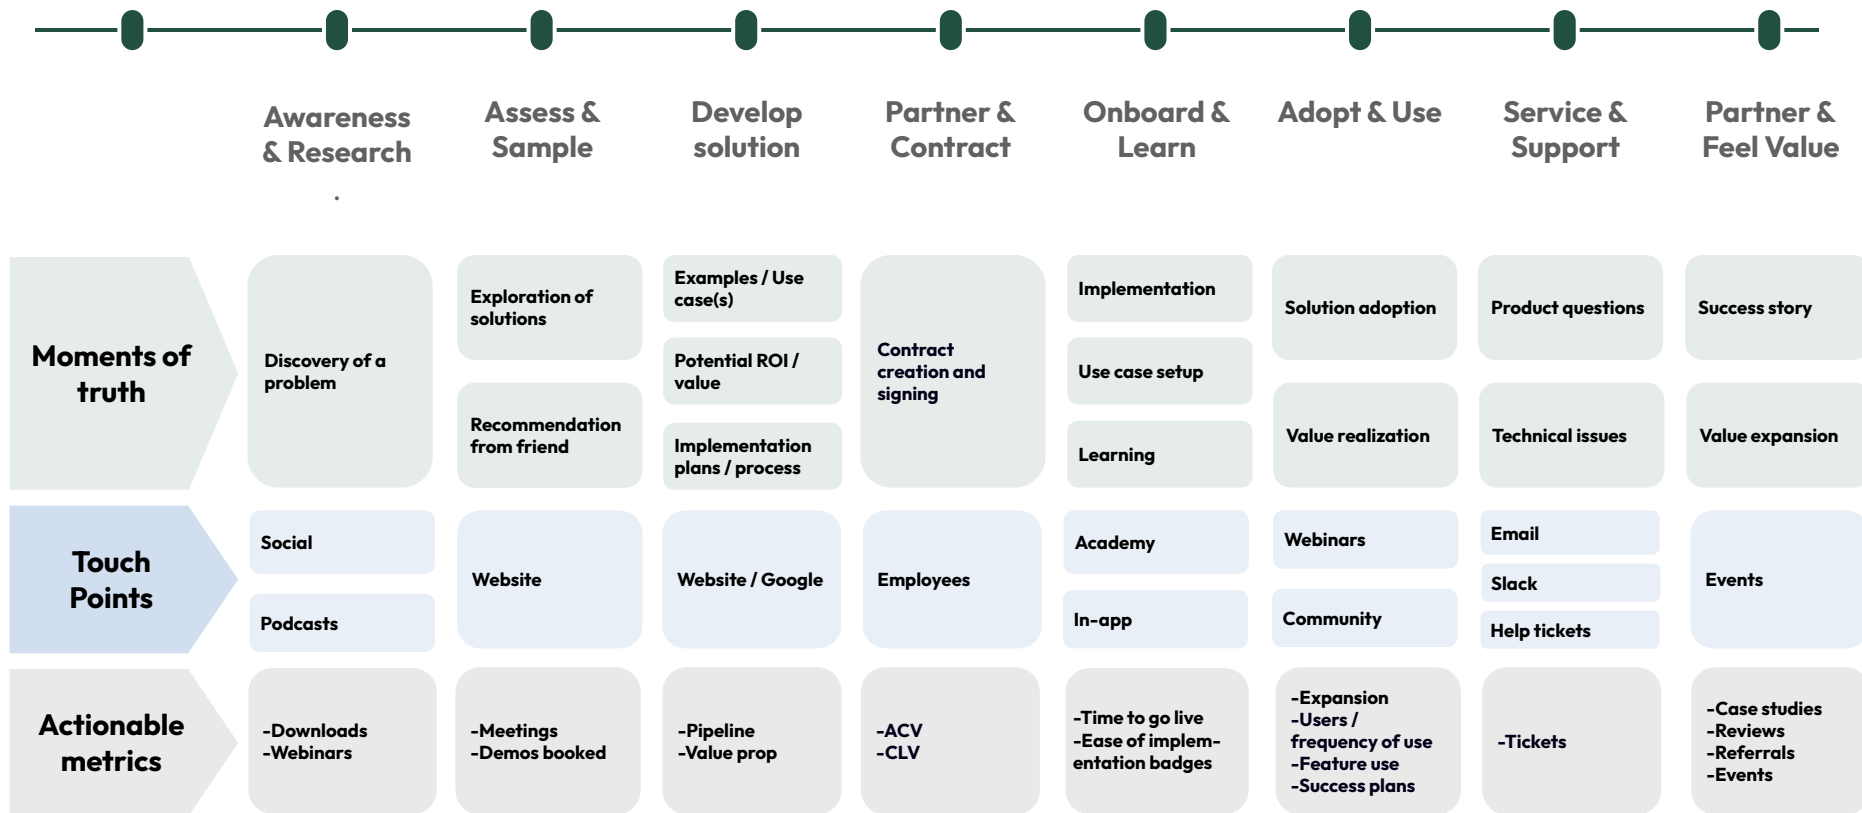 Awareness
& Research
.
Assess &
Sample
Develop
solution
Partner &
Contract
Onboard &
Learn
Adopt & Use
Service &
Support
Partner &
Feel Value
Moments of
truth
Discovery of a
problem
Exploration of
solutions
Recommendation
from friend
Examples / Use
case(s)
Potential ROI /
value
Implementation
plans / process
Contract
creation and
signing
Implementation
Use case setup
Learning
Solution adoption
Value realization
Product questions
Technical issues
Success story
Value expansion
Touch
Points
Social
Podcasts
Website
Website / Google
Employees
Academy
In-app
Webinars
Community
Email
Slack
Help tickets
Events
Actionable
metrics
-Downloads
-Webinars
-Meetings
-Demos booked
-Pipeline
-Value prop
-ACV
-CLV
-Time to go live
-Ease of implem-
entation badges
-Expansion
-Users /
frequency of use
-Feature use
-Success plans
-Tickets
-Case studies
-Reviews
-Referrals
-Events